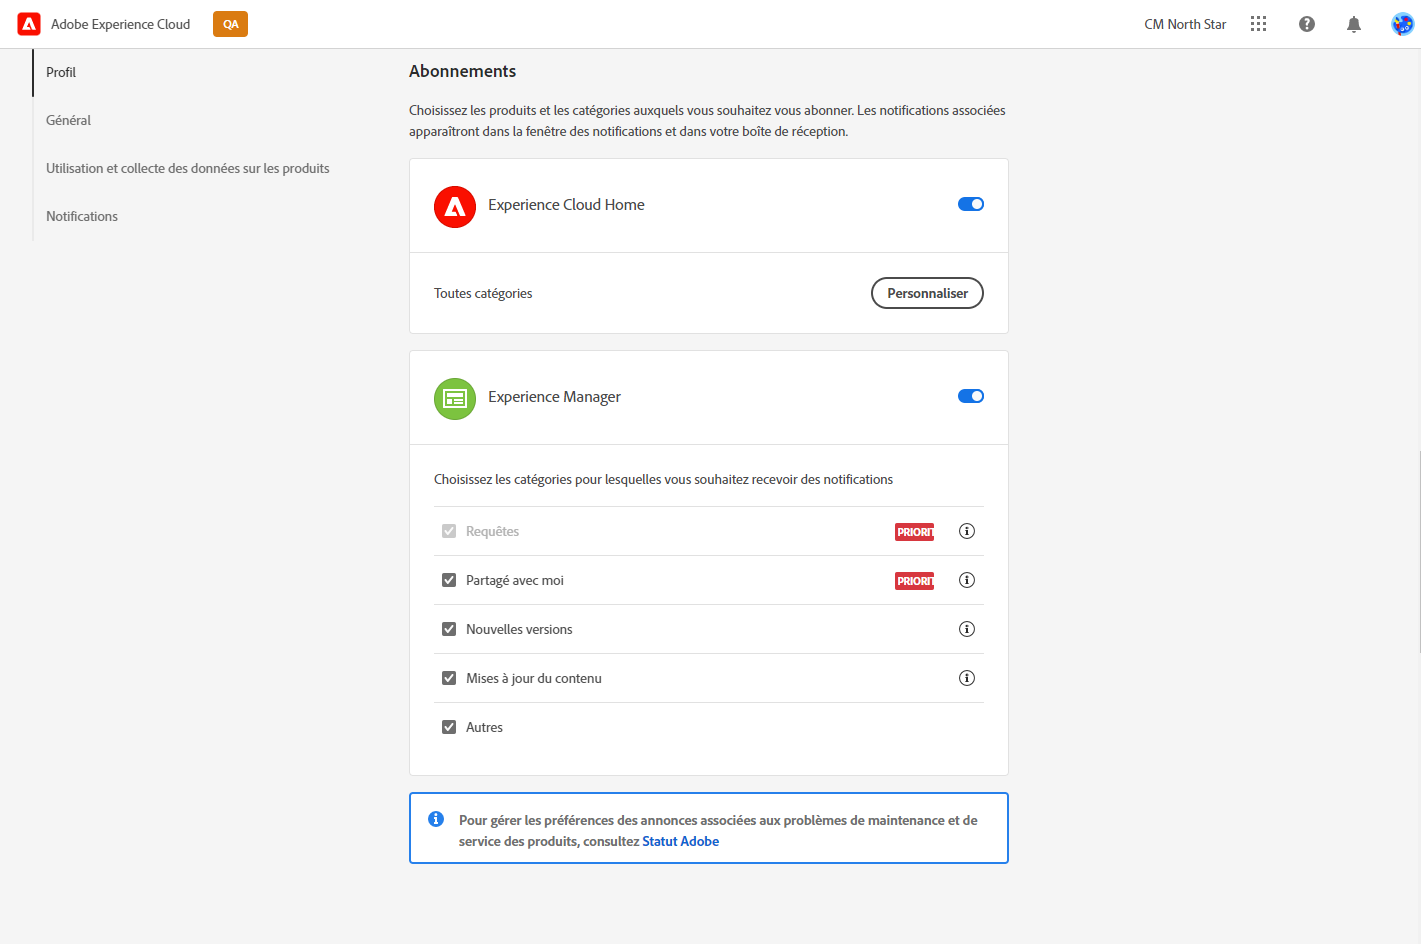 Adobe Experience Cloud
QA
CM North Star
Profil
Général
Utilisation et collecte des données sur les produits
Notifications
Abonnements
Choisissez les produits et les catégories auxquels vous souhaitez vous abonner. Les notifications associées
apparaîtront dans la fenêtre des notifications et dans votre boîte de réception.
Experience Cloud Home
Toutes catégories
Personnaliser
Experience Manager
Choisissez les catégories pour lesquelles vous souhaitez recevoir des notifications
Requêtes
PRIORIT
Partagé avec moi
PRIORIT
Nouvelles versions
Mises à jour du contenu
Autres
Pour gérer les préférences des annonces associées aux problèmes de maintenance et de
service des produits, consultez Statut Adobe